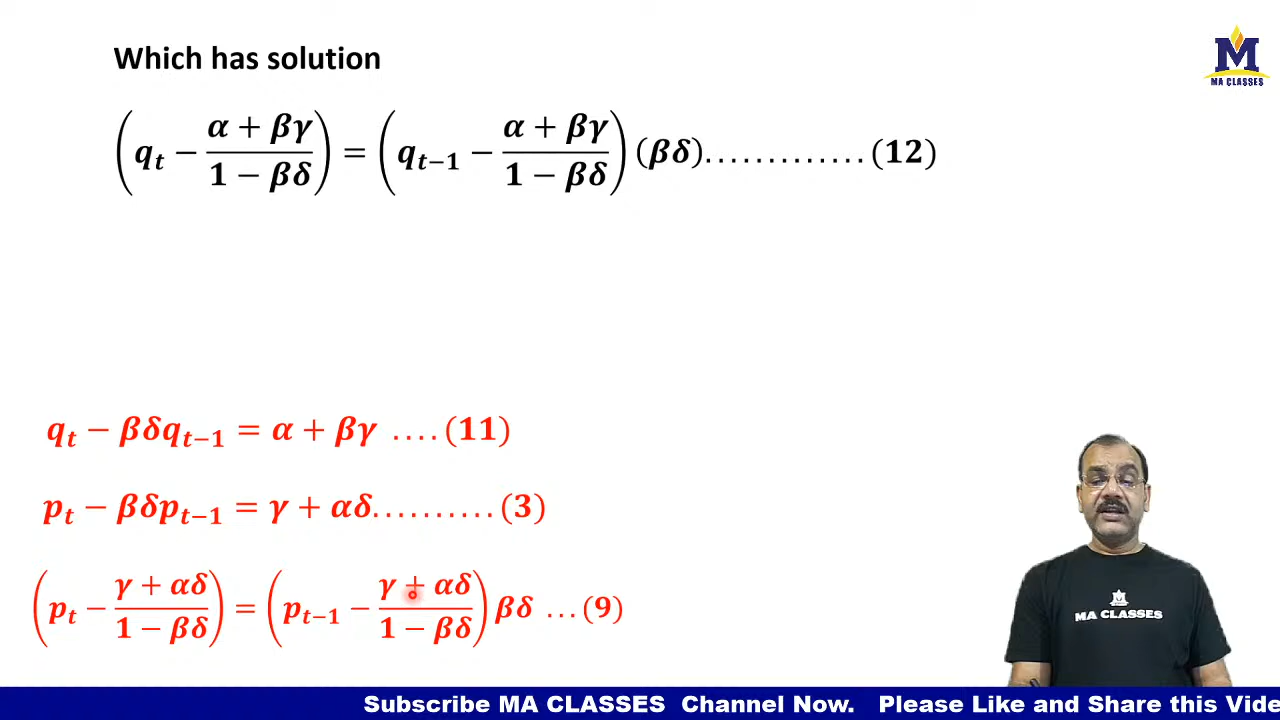 Which has solution
M
MA CLASSES
(q_t − (α + βγ)/(1 − βδ)) = (q_{t−1} − (α + βγ)/(1 − βδ)) (βδ).............(12)
q_t − βδq_{t−1} = α + βγ ....(11)
p_t − βδp_{t−1} = γ + αδ..........(3)
(p_t − (γ + αδ)/(1 − βδ)) = (p_{t−1} − (γ + αδ)/(1 − βδ)) βδ ...(9)
MA CLASSES
Subscribe MA CLASSES Channel Now. Please Like and Share this Vide